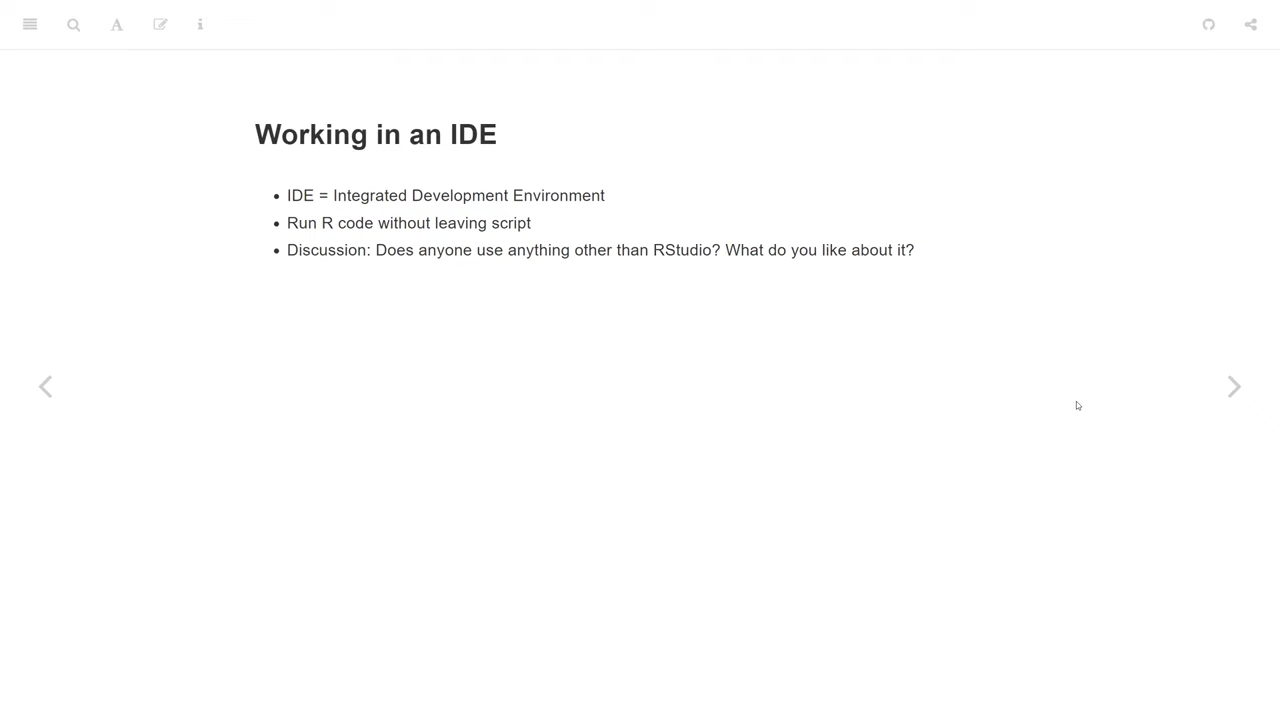 Working in an IDE
IDE = Integrated Development Environment
Run R code without leaving script
Discussion: Does anyone use anything other than RStudio? What do you like about it?